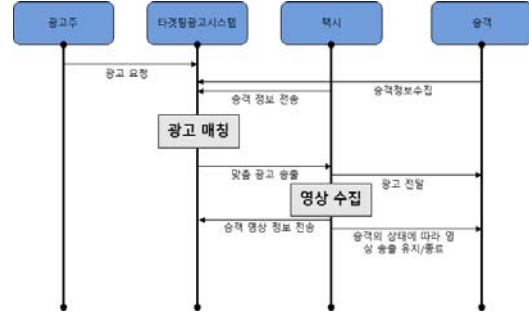 광고주
타겟팅광고시스템
택시
승객
광고 요청
승객정보수집
승객 정보 전송
광고 매칭
맞춤 광고 송출
광고 전달
영상 수집
승객 영상 정보 전송
승객의 상태에 따라 영
상 송출 유지/종료